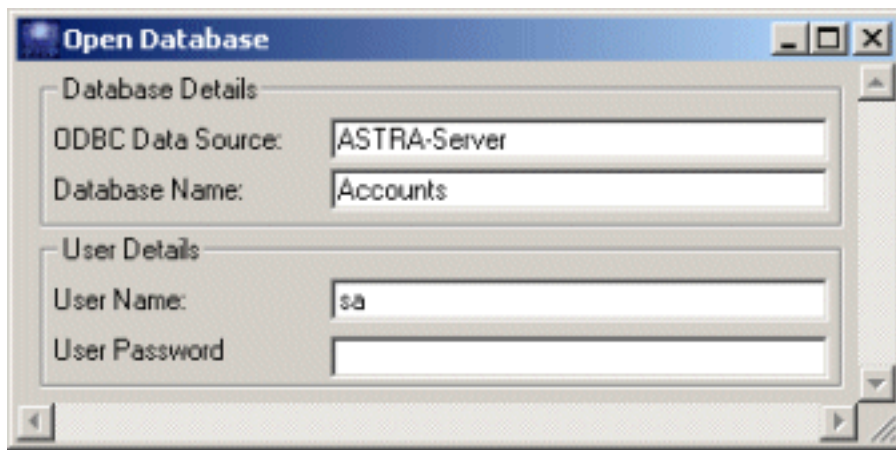 Open Database
Database Details
ODBC Data Source: ASTRA-Server
Database Name: Accounts
User Details
User Name: sa
User Password